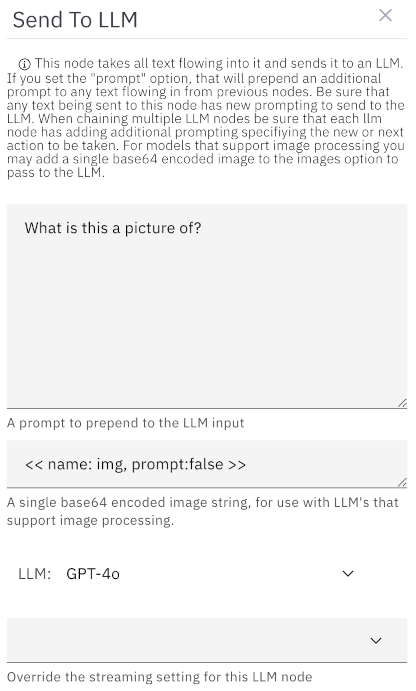 Send To LLM
This node takes all text flowing into it and sends it to an LLM.
If you set the "prompt" option, that will prepend an additional
prompt to any text flowing in from previous nodes. Be sure that
any text being sent to this node has new prompting to send to the
LLM. When chaining multiple LLM nodes be sure that each llm
node has adding additional prompting specifiying the new or next
action to be taken. For models that support image processing you
may add a single base64 encoded image to the images option to
pass to the LLM.
What is this a picture of?
A prompt to prepend to the LLM input
<< name: img, prompt:false >>
A single base64 encoded image string, for use with LLM's that
support image processing.
LLM: GPT-4o
Override the streaming setting for this LLM node